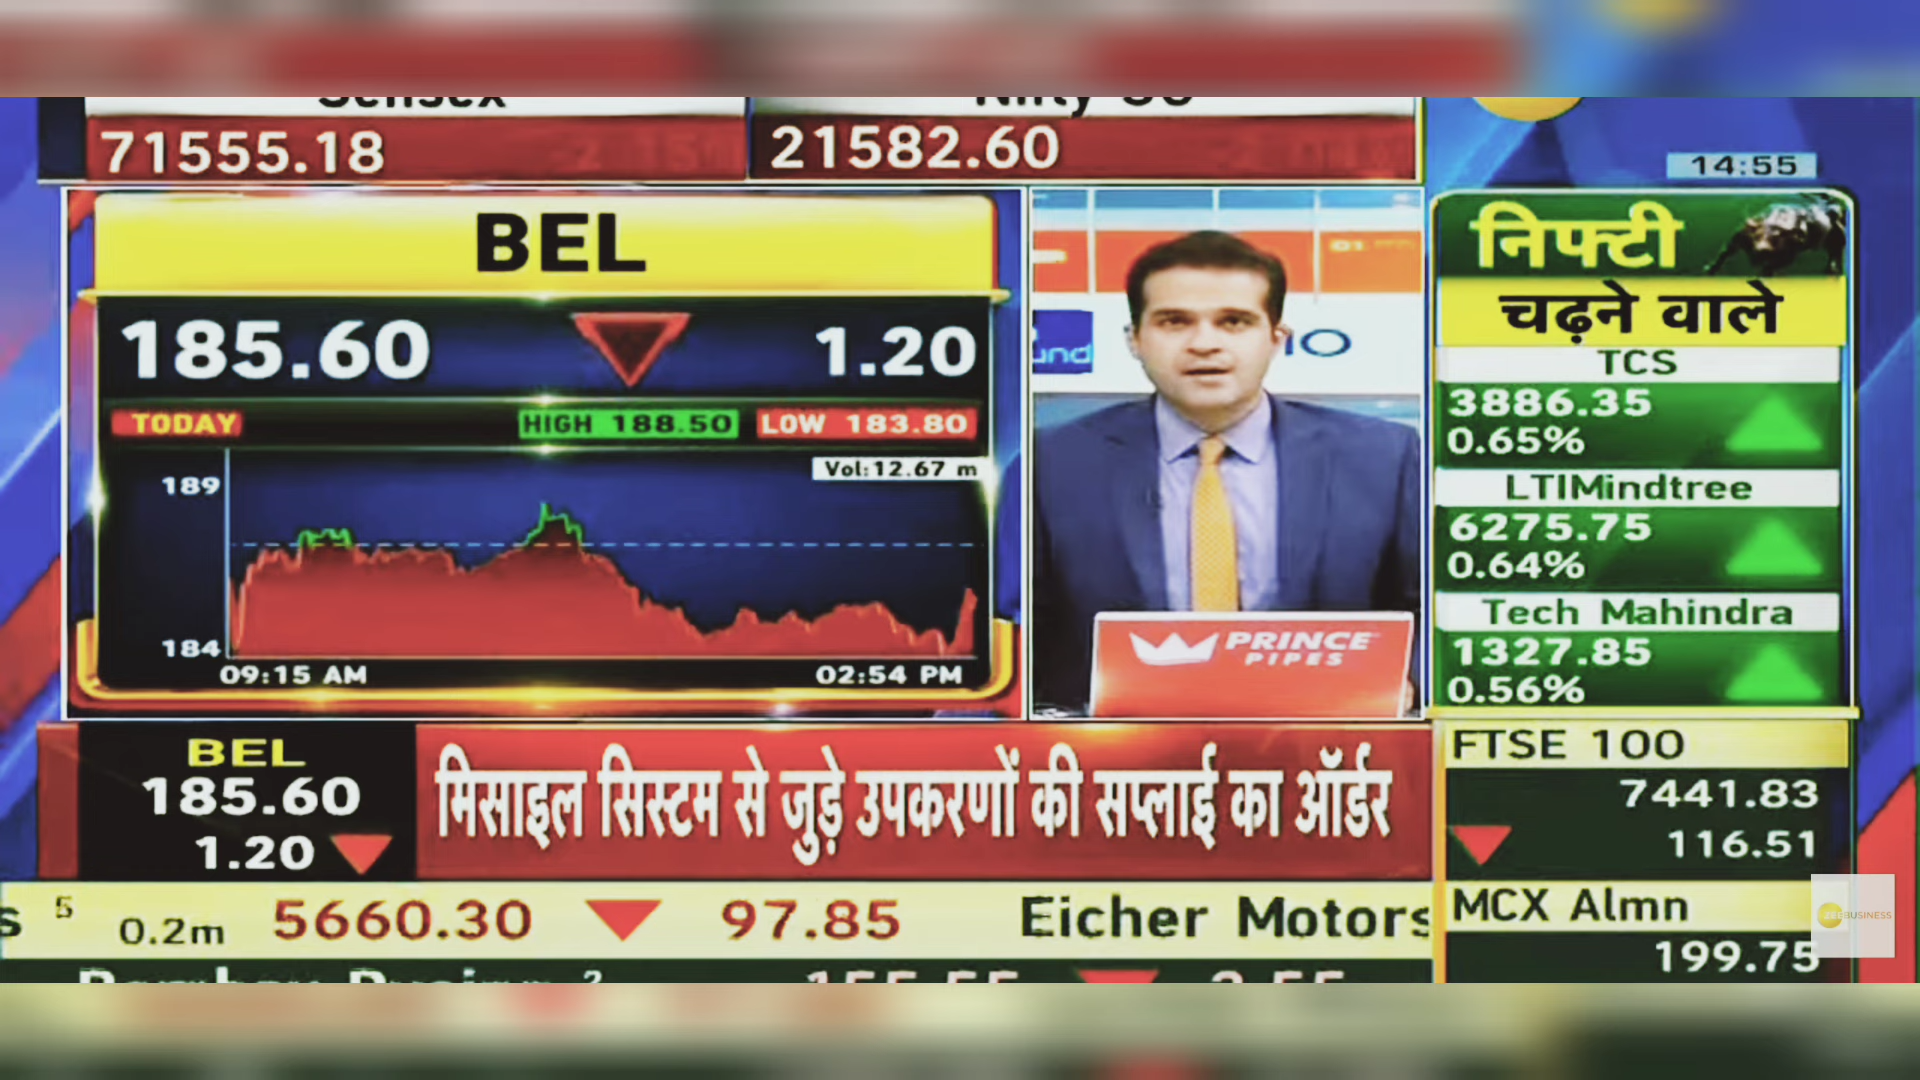 71555.18
21582.60
14:55
BEL
185.60 1.20
TODAY HIGH 188.50 LOW 183.80
Vol:12.67 m
189
184
09:15 AM 02:54 PM
und
PRINCE
PIPES
निफ्टी
चढ़ने वाले
TCS
3886.35
0.65%
LTIMindtree
6275.75
0.64%
Tech Mahindra
1327.85
0.56%
BEL
185.60
1.20
मिसाइल सिस्टम से जुड़े उपकरणों की सप्लाई का ऑर्डर
FTSE 100
7441.83
116.51
MCX Almn
199.75
ZEEBUSINESS
s 5 0.2m 5660.30 97.85 Eicher Motors